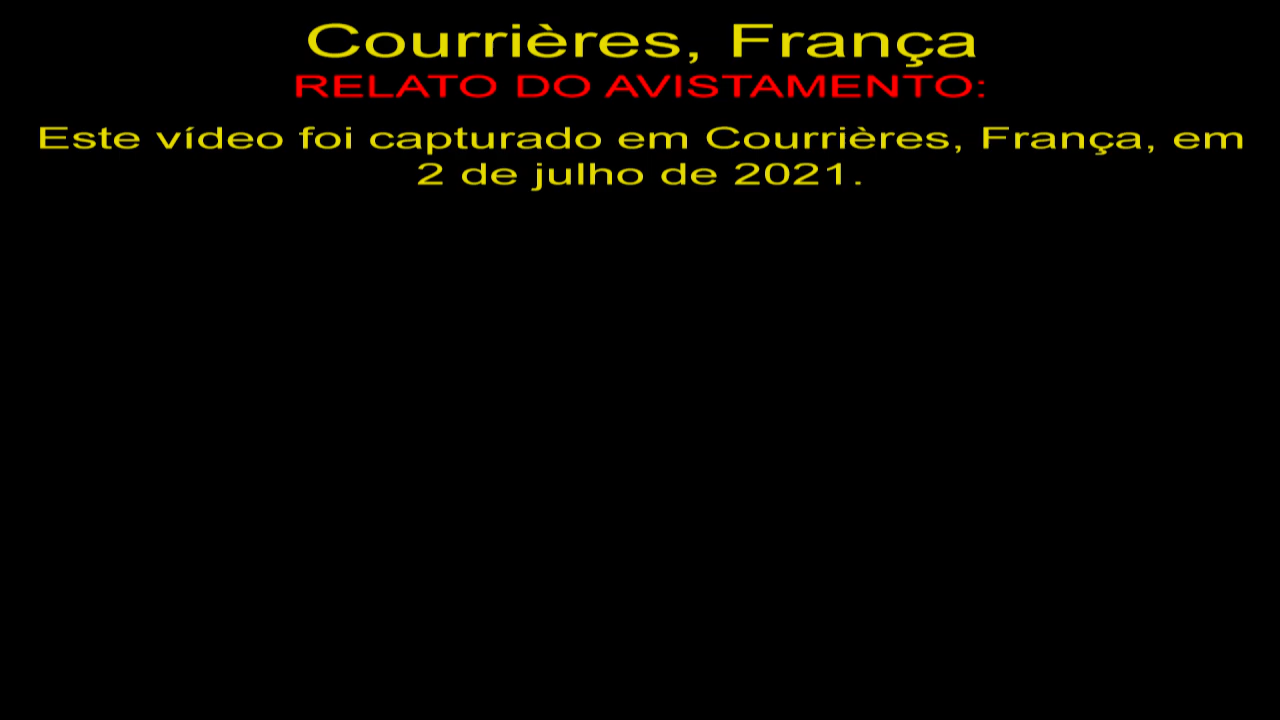 Courrières, França
RELATO DO AVISTAMENTO:
Este vídeo foi capturado em Courrières, França, em
2 de julho de 2021.